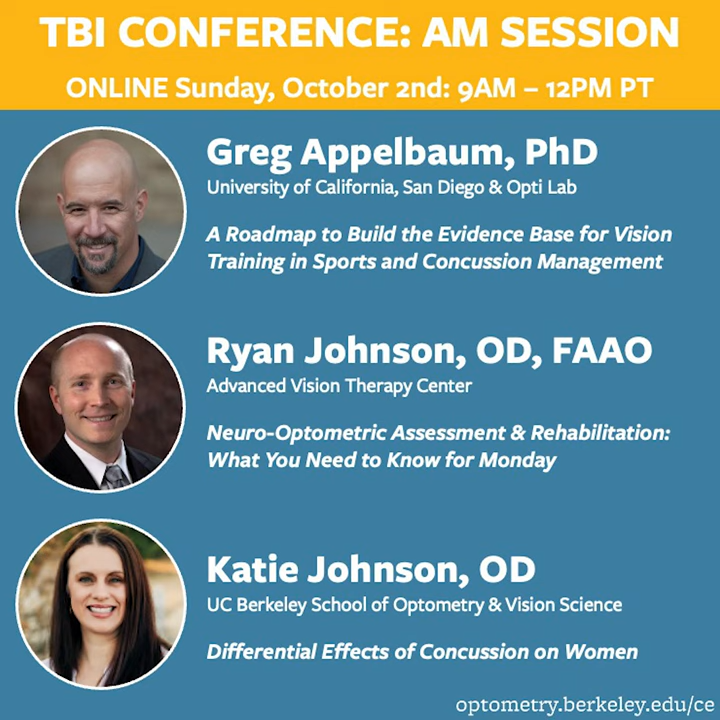 TBI CONFERENCE: AM SESSION
ONLINE Sunday, October 2nd: 9AM – 12PM PT
Greg Appelbaum, PhD
University of California, San Diego & Opti Lab
A Roadmap to Build the Evidence Base for Vision
Training in Sports and Concussion Management
Ryan Johnson, OD, FAAO
Advanced Vision Therapy Center
Neuro-Optometric Assessment & Rehabilitation:
What You Need to Know for Monday
Katie Johnson, OD
UC Berkeley School of Optometry & Vision Science
Differential Effects of Concussion on Women
optometry.berkeley.edu/ce